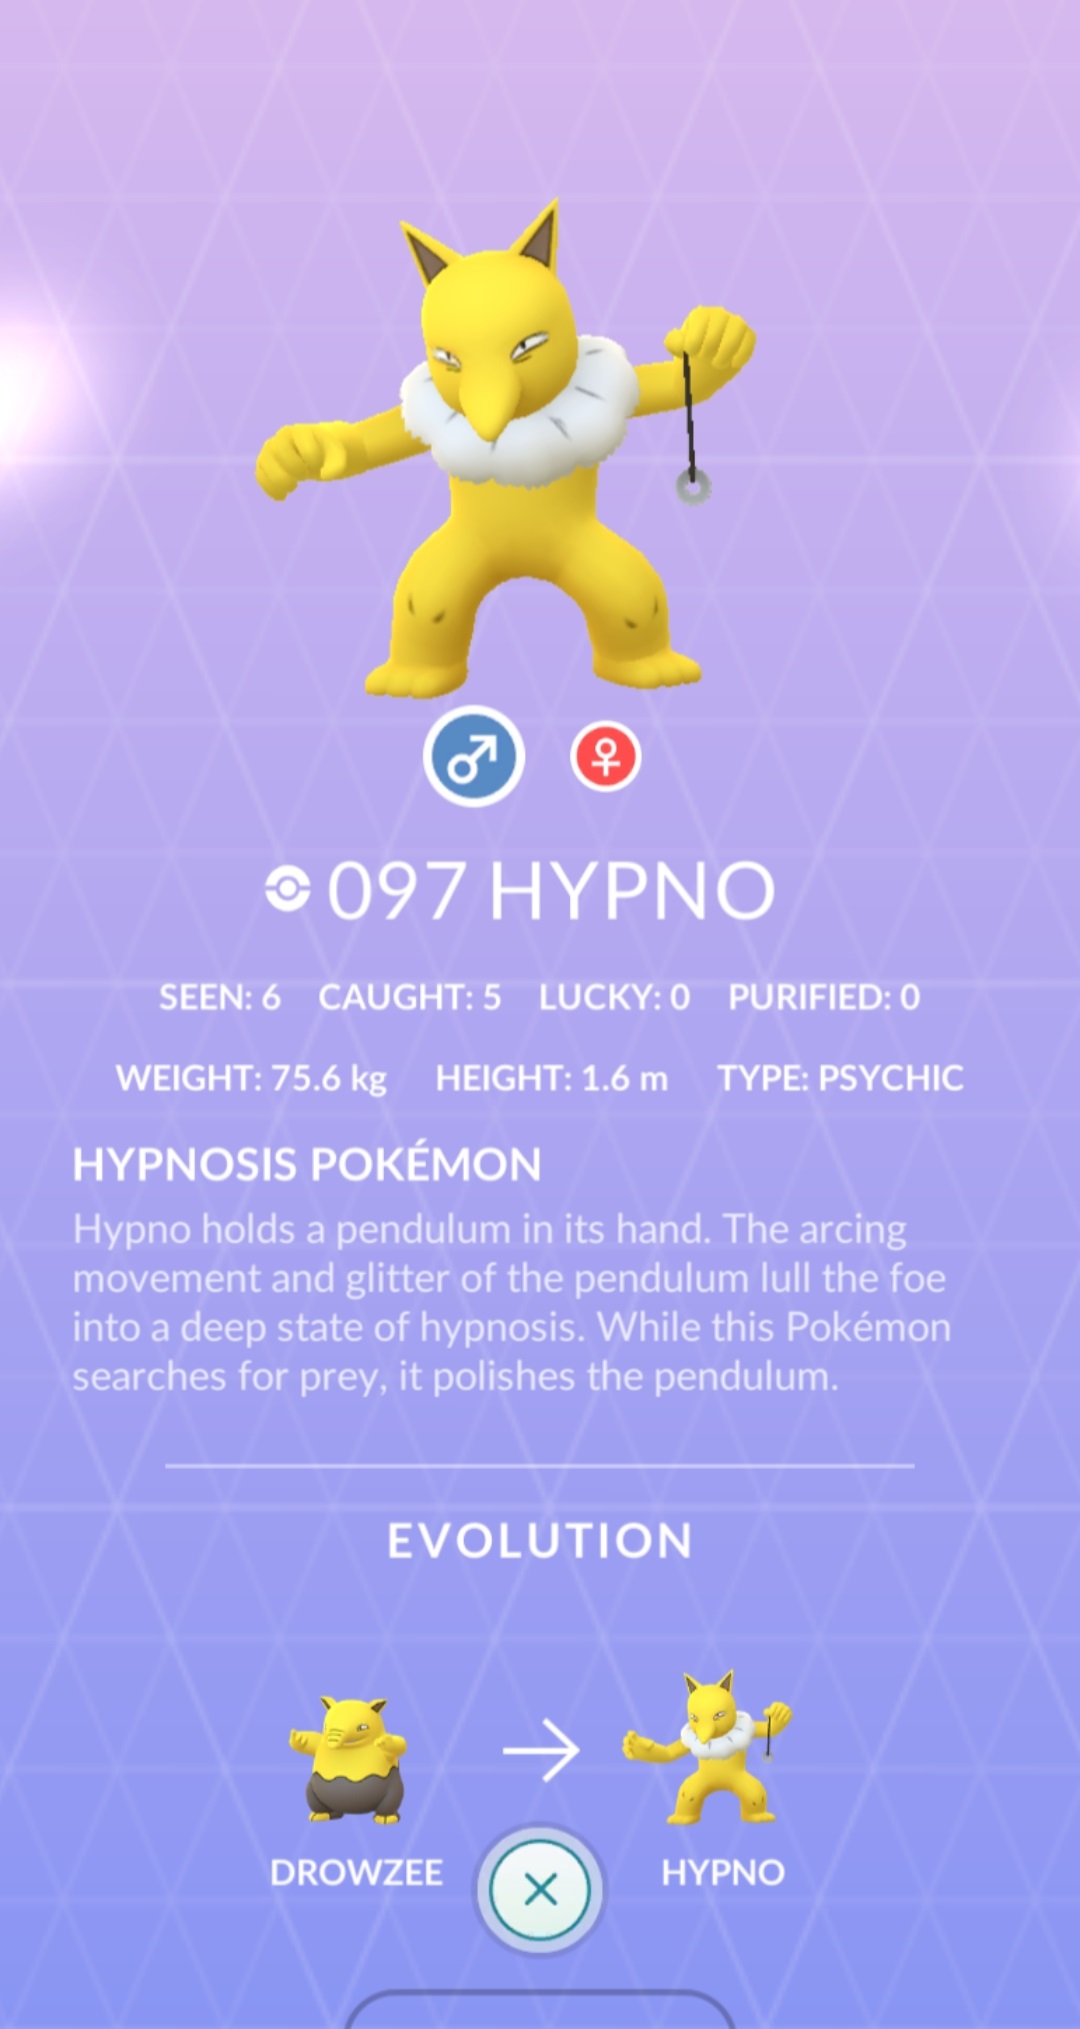 097 HYPNO
SEEN: 6 CAUGHT: 5 LUCKY: 0 PURIFIED: 0
WEIGHT: 75.6 kg HEIGHT: 1.6 m TYPE: PSYCHIC
HYPNOSIS POKÉMON
Hypno holds a pendulum in its hand. The arcing
movement and glitter of the pendulum lull the foe
into a deep state of hypnosis. While this Pokémon
searches for prey, it polishes the pendulum.
EVOLUTION
DROWZEE HYPNO